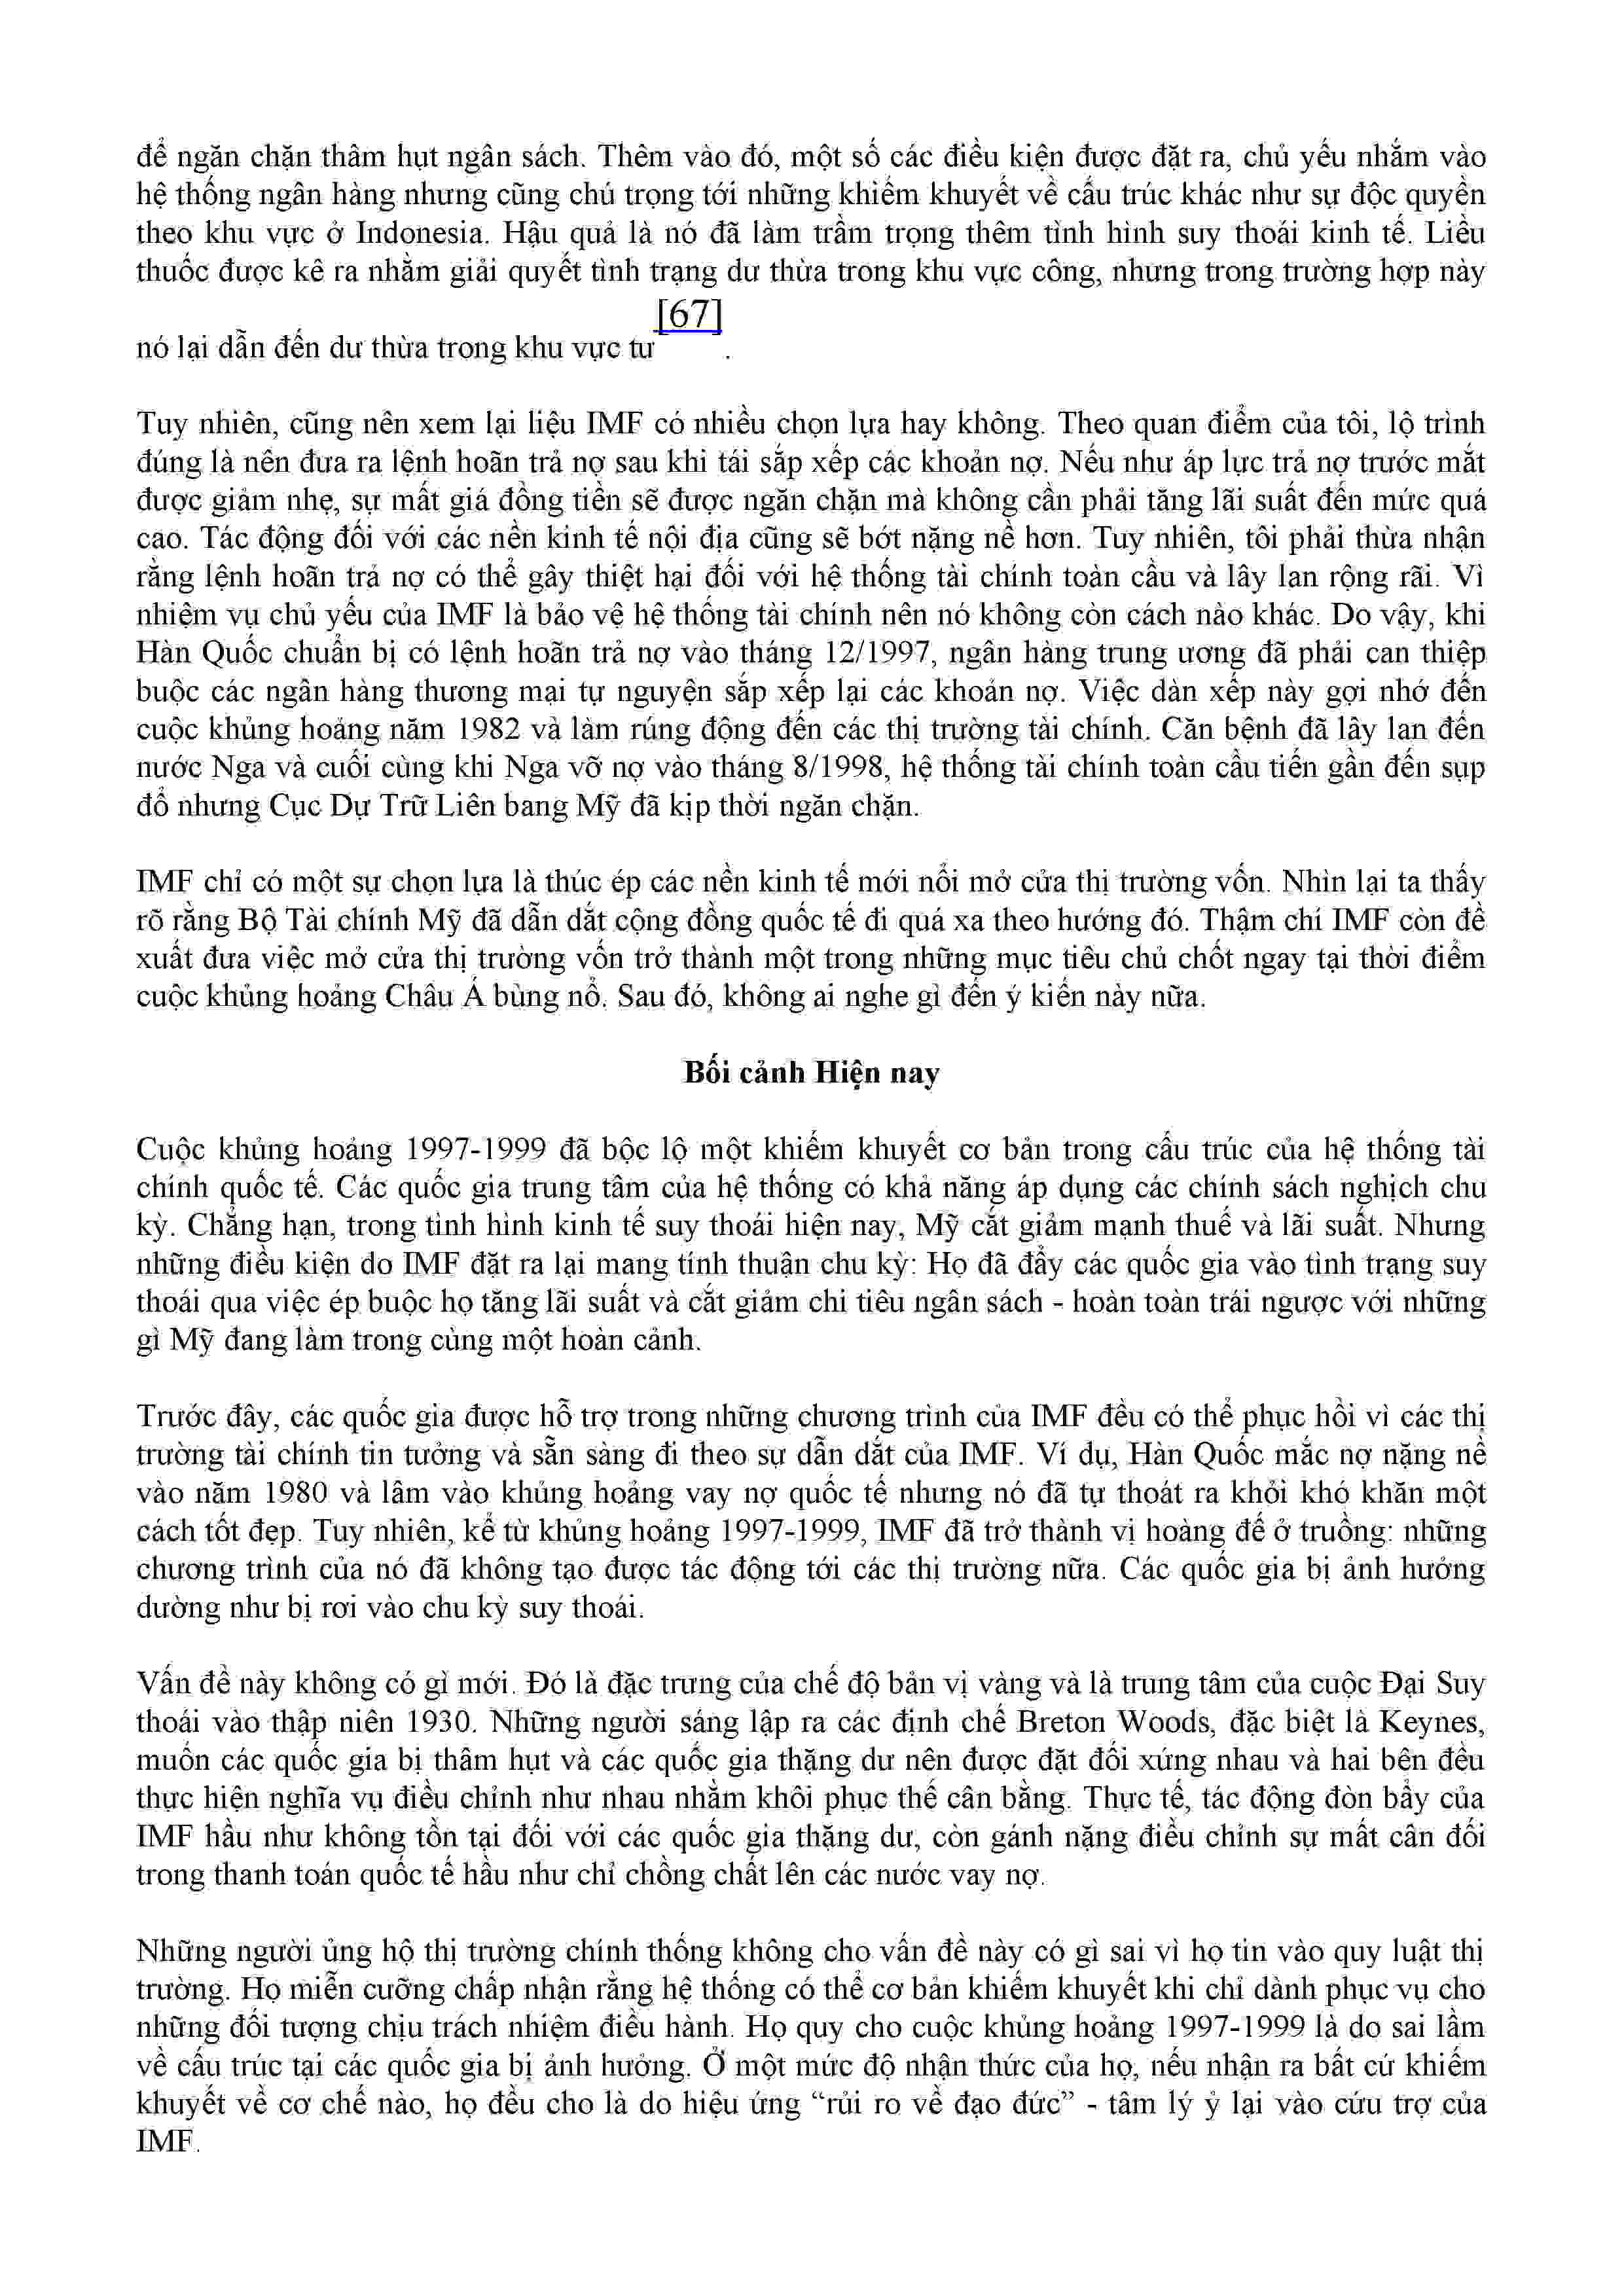 để ngăn chặn thâm hụt ngân sách. Thêm vào đó, một số các điều kiện được đặt ra, chủ yếu nhắm vào
hệ thống ngân hàng nhưng cũng chú trọng tới những khiếm khuyết về cấu trúc khác như sự độc quyền
theo khu vực ở Indonesia. Hậu quả là nó đã làm trầm trọng thêm tình hình suy thoái kinh tế. Liều
thuốc được kê ra nhằm giải quyết tình trạng dư thừa trong khu vực công, nhưng trong trường hợp này
nó lại dẫn đến dư thừa trong khu vực tư[67].
Tuy nhiên, cũng nên xem lại liệu IMF có nhiều chọn lựa hay không. Theo quan điểm của tôi, lộ trình
đúng là nên đưa ra lệnh hoãn trả nợ sau khi tái sắp xếp các khoản nợ. Nếu như áp lực trả nợ trước mắt
được giảm nhẹ, sự mất giá đồng tiền sẽ được ngăn chặn mà không cần phải tăng lãi suất đến mức quá
cao. Tác động đối với các nền kinh tế nội địa cũng sẽ bớt nặng nề hơn. Tuy nhiên, tôi phải thừa nhận
rằng lệnh hoãn trả nợ có thể gây thiệt hại đối với hệ thống tài chính toàn cầu và lây lan rộng rãi. Vì
nhiệm vụ chủ yếu của IMF là bảo vệ hệ thống tài chính nên nó không còn cách nào khác. Do vậy, khi
Hàn Quốc chuẩn bị có lệnh hoãn trả nợ vào tháng 12/1997, ngân hàng trung ương đã phải can thiệp
buộc các ngân hàng thương mại tự nguyện sắp xếp lại các khoản nợ. Việc dàn xếp này gợi nhớ đến
cuộc khủng hoảng năm 1982 và làm rúng động đến các thị trường tài chính. Căn bệnh đã lây lan đến
nước Nga và cuối cùng khi Nga vỡ nợ vào tháng 8/1998, hệ thống tài chính toàn cầu tiến gần đến sụp
đổ nhưng Cục Dự Trữ Liên bang Mỹ đã kịp thời ngăn chặn.
IMF chỉ có một sự chọn lựa là thúc ép các nền kinh tế mới nổi mở cửa thị trường vốn. Nhìn lại ta thấy
rõ rằng Bộ Tài chính Mỹ đã dẫn dắt cộng đồng quốc tế đi quá xa theo hướng đó. Thậm chí IMF còn đề
xuất đưa việc mở cửa thị trường vốn trở thành một trong những mục tiêu chủ chốt ngay tại thời điểm
cuộc khủng hoảng Châu Á bùng nổ. Sau đó, không ai nghe gì đến ý kiến này nữa.
Bối cảnh Hiện nay
Cuộc khủng hoảng 1997-1999 đã bộc lộ một khiếm khuyết cơ bản trong cấu trúc của hệ thống tài
chính quốc tế. Các quốc gia trung tâm của hệ thống có khả năng áp dụng các chính sách nghịch chu
kỳ. Chẳng hạn, trong tình hình kinh tế suy thoái hiện nay, Mỹ cắt giảm mạnh thuế và lãi suất. Nhưng
những điều kiện do IMF đặt ra lại mang tính thuận chu kỳ: Họ đã đẩy các quốc gia vào tình trạng suy
thoái qua việc ép buộc họ tăng lãi suất và cắt giảm chi tiêu ngân sách - hoàn toàn trái ngược với những
gì Mỹ đang làm trong cùng một hoàn cảnh.
Trước đây, các quốc gia được hỗ trợ trong những chương trình của IMF đều có thể phục hồi vì các thị
trường tài chính tin tưởng và sẵn sàng đi theo sự dẫn dắt của IMF. Ví dụ, Hàn Quốc mắc nợ nặng nề
vào năm 1980 và lâm vào khủng hoảng vay nợ quốc tế nhưng nó đã tự thoát ra khỏi khó khăn một
cách tốt đẹp. Tuy nhiên, kể từ khủng hoảng 1997-1999, IMF đã trở thành vị hoàng đế ở truồng: những
chương trình của nó đã không tạo được tác động tới các thị trường nữa. Các quốc gia bị ảnh hưởng
dường như bị rơi vào chu kỳ suy thoái.
Vấn đề này không có gì mới. Đó là đặc trưng của chế độ bản vị vàng và là trung tâm của cuộc Đại Suy
thoái vào thập niên 1930. Những người sáng lập ra các định chế Breton Woods, đặc biệt là Keynes,
muốn các quốc gia bị thâm hụt và các quốc gia thặng dư nên được đặt đối xứng nhau và hai bên đều
thực hiện nghĩa vụ điều chỉnh như nhau nhằm khôi phục thế cân bằng. Thực tế, tác động đòn bẩy của
IMF hầu như không tồn tại đối với các quốc gia thặng dư, còn gánh nặng điều chỉnh sự mất cân đối
trong thanh toán quốc tế hầu như chỉ chồng chất lên các nước vay nợ.
Những người ủng hộ thị trường chính thống không cho vấn đề này có gì sai vì họ tin vào quy luật thị
trường. Họ miễn cưỡng chấp nhận rằng hệ thống có thể cơ bản khiếm khuyết khi chỉ dành phục vụ cho
những đối tượng chịu trách nhiệm điều hành. Họ quy cho cuộc khủng hoảng 1997-1999 là do sai lầm
về cấu trúc tại các quốc gia bị ảnh hưởng. Ở một mức độ nhận thức của họ, nếu nhận ra bất cứ khiếm
khuyết về cơ chế nào, họ đều cho là do hiệu ứng “rủi ro về đạo đức” - tâm lý ỷ lại vào cứu trợ của
IMF.